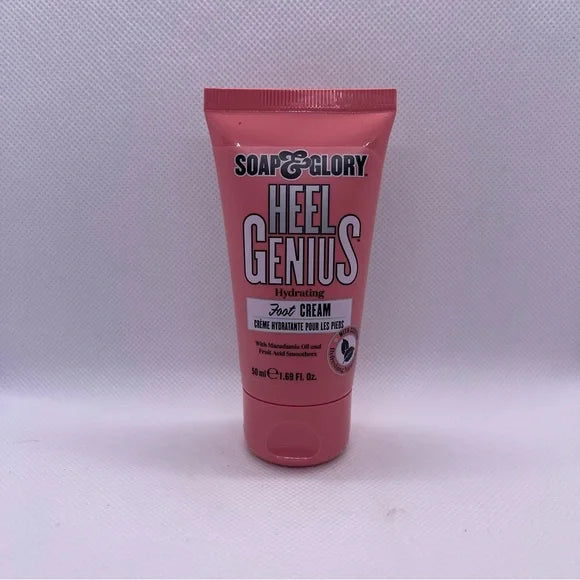 SOAP&GLORY
HEEL
GENIUS
Hydrating
Foot CREAM
CRÈME HYDRATANTE POUR LES PIEDS
With Macadamia Oil and
Fruit Acid Smoothers
50 ml ℮ 1.69 Fl. Oz.